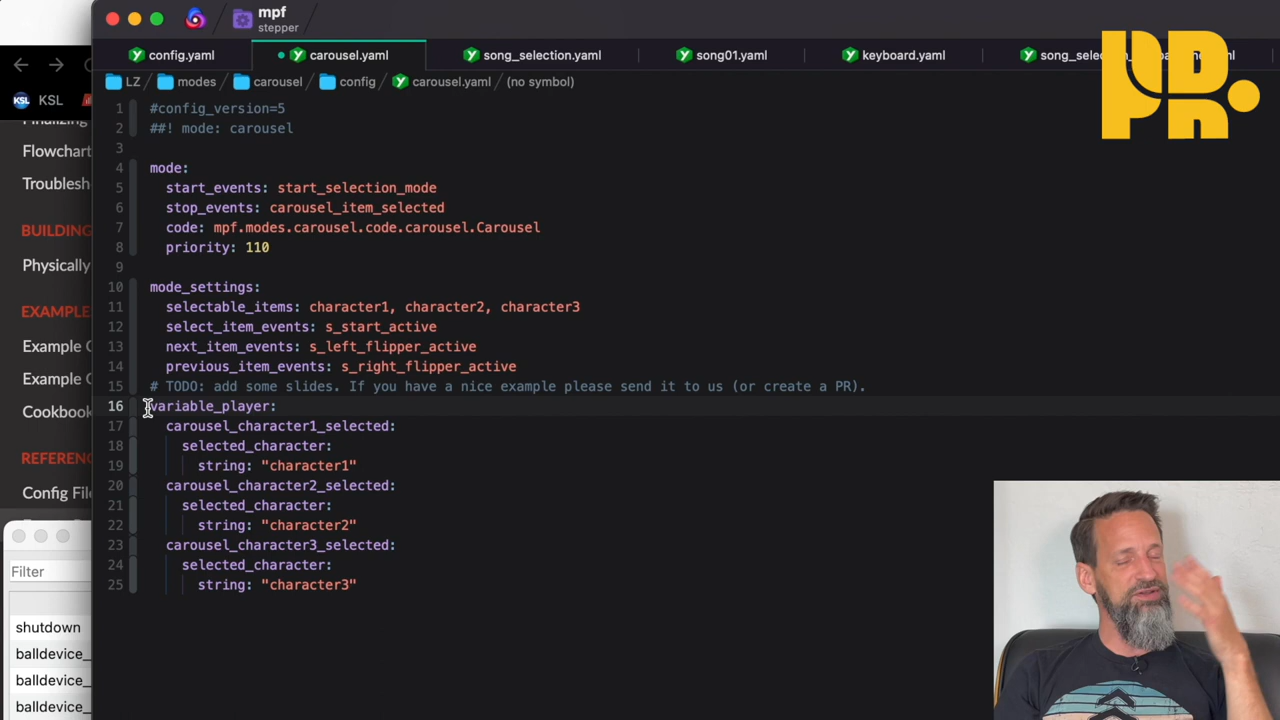 mpf
stepper
config.yaml
carousel.yaml
song_selection.yaml
song01.yaml
keyboard.yaml
LZ
modes
carousel
config
carousel.yaml
(no symbol)
KSL
Flowchart
Troublesh
BUILDING
Physically
EXAMPLE
Example
Example
Cookbook
REFERENC
Config File
Filter
shutdown
balldevice_
balldevice_
balldevice_
1 #config_version=5
2 ##! mode: carousel
3
4 mode:
5 start_events: start_selection_mode
6 stop_events: carousel_item_selected
7 code: mpf.modes.carousel.code.carousel.Carousel
8 priority: 110
9
10 mode_settings:
11 selectable_items: character1, character2, character3
12 select_item_events: s_start_active
13 next_item_events: s_left_flipper_active
14 previous_item_events: s_right_flipper_active
15 # TODO: add some slides. If you have a nice example please send it to us (or create a PR).
16 variable_player:
17 carousel_character1_selected:
18 selected_character:
19 string: "character1"
20 carousel_character2_selected:
21 selected_character:
22 string: "character2"
23 carousel_character3_selected:
24 selected_character:
25 string: "character3"